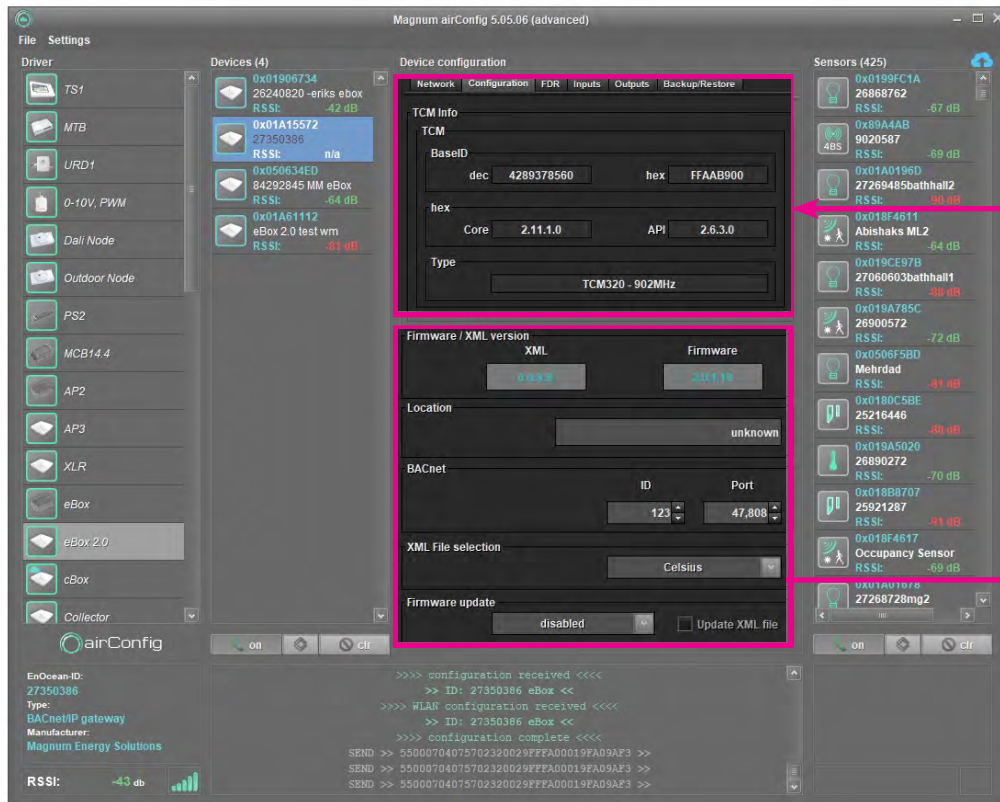 Magnum airConfig 5.05.06 (advanced)
File Settings
Driver
TS1
MTB
URD1
0-10V, PWM
Dali Node
Outdoor Node
PS2
MCB14.4
AP2
AP3
XLR
eBox
eBox 2.0
cBox
Collector
airConfig
EnOcean-ID:
27350386
Type:
BACnet/IP gateway
Manufacturer:
Magnum Energy Solutions
RSSI: -43 db
Devices (4)
0x01906734
26240820 -eriks ebox
RSSI: -42 dB
0x01A15572
27350386
RSSI: n/a
0x050634ED
84292845 MM eBox
RSSI: -64 dB
0x01A61112
eBox 2.0 test wm
RSSI: -81 dB
on clr
Device configuration
Network Configuration FDR Inputs Outputs Backup/Restore
TCM Info
TCM
BaseID
dec 4289378560 hex FFAAB900
hex
Core 2.11.1.0 API 2.6.3.0
Type
TCM320 - 902MHz
Firmware / XML version
XML Firmware
2.0.1.18
Location
unknown
BACnet
ID Port
123 47,808
XML File selection
Celsius
Firmware update
disabled Update XML file
>>>> configuration received <<<<
>> ID: 27350386 eBox <<
>>>> WLAN configuration received <<<<
>> ID: 27350386 eBox <<
>>>> configuration complete <<<<
SEND >> 55000704075702320029FFFA00019FA09AF3 >>
SEND >> 55000704075702320029FFFA00019FA09AF3 >>
SEND >> 55000704075702320029FFFA00019FA09AF3 >>
Sensors (425)
0x0199FC1A
26868762
RSSI: -67 dB
4BS
0x89A4AB
9020587
RSSI: -69 dB
0x01A0196D
27269485bathhall2
RSSI: -90 dB
0x018F4611
Abishaks ML2
RSSI: -64 dB
0x019CE97B
27060603bathhall1
RSSI: -88 dB
0x019A785C
26900572
RSSI: -72 dB
0x0506F5BD
Mehrdad
RSSI: -81 dB
0x0180C5BE
25216446
RSSI: -88 dB
0x019A5020
26890272
RSSI: -70 dB
0x018B8707
25921287
RSSI: -91 dB
0x018F4617
Occupancy Sensor
RSSI: -69 dB
0x01A01678
27268728mg2
on clr